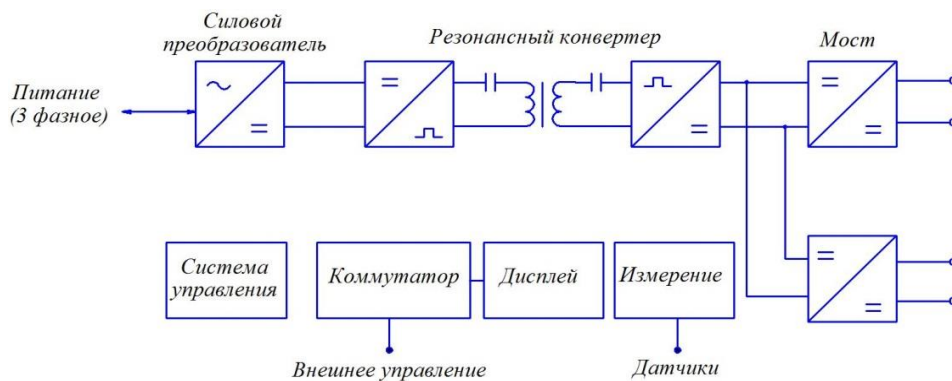 Силовой
преобразователь
Резонансный конвертер
Мост
Питание
(3 фазное)
Система
управления
Коммутатор
Дисплей
Измерение
Внешнее управление
Датчики